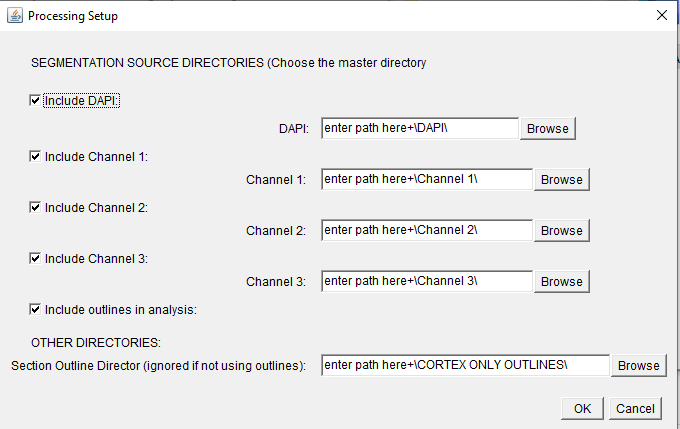 Processing Setup
SEGMENTATION SOURCE DIRECTORIES (Choose the master directory
Include DAPI:
DAPI: enter path here+\DAPI\ Browse
Include Channel 1:
Channel 1: enter path here+\Channel 1\ Browse
Include Channel 2:
Channel 2: enter path here+\Channel 2\ Browse
Include Channel 3:
Channel 3: enter path here+\Channel 3\ Browse
Include outlines in analysis:
OTHER DIRECTORIES:
Section Outline Director (ignored if not using outlines): enter path here+\CORTEX ONLY OUTLINES\ Browse
OK Cancel